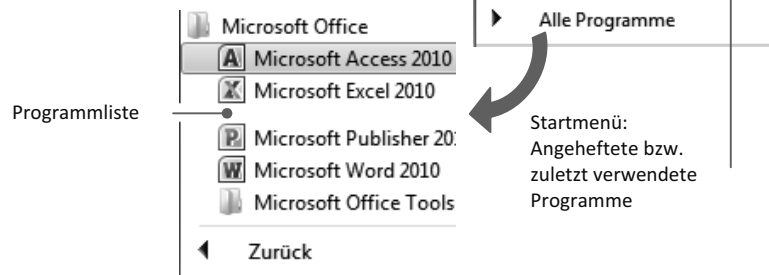 Microsoft Office
Microsoft Access 2010
Microsoft Excel 2010
Programmliste
Microsoft Publisher 20
Microsoft Word 2010
Microsoft Office Tools
Zurück
Alle Programme
Startmenü:
Angeheftete bzw.
zuletzt verwendete
Programme